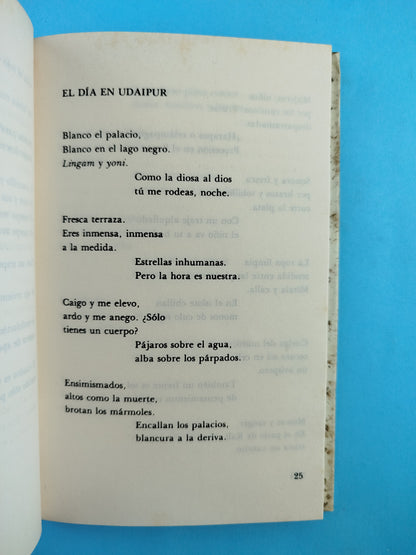 EL DÍA EN UDAIPUR
Blanco el palacio,
Blanco en el lago negro.
Lingam y yoni.
Como la diosa al dios
tú me rodeas, noche.
Fresca terraza.
Eres inmensa, inmensa
a la medida.
Estrellas inhumanas.
Pero la hora es nuestra.
Caigo y me elevo,
ardo y me anego. ¿Sólo
tienes un cuerpo?
Pájaros sobre el agua,
alba sobre los párpados.
Ensimismados,
altos como la muerte,
brotan los mármoles.
Encallan los palacios,
blancura a la deriva.
25